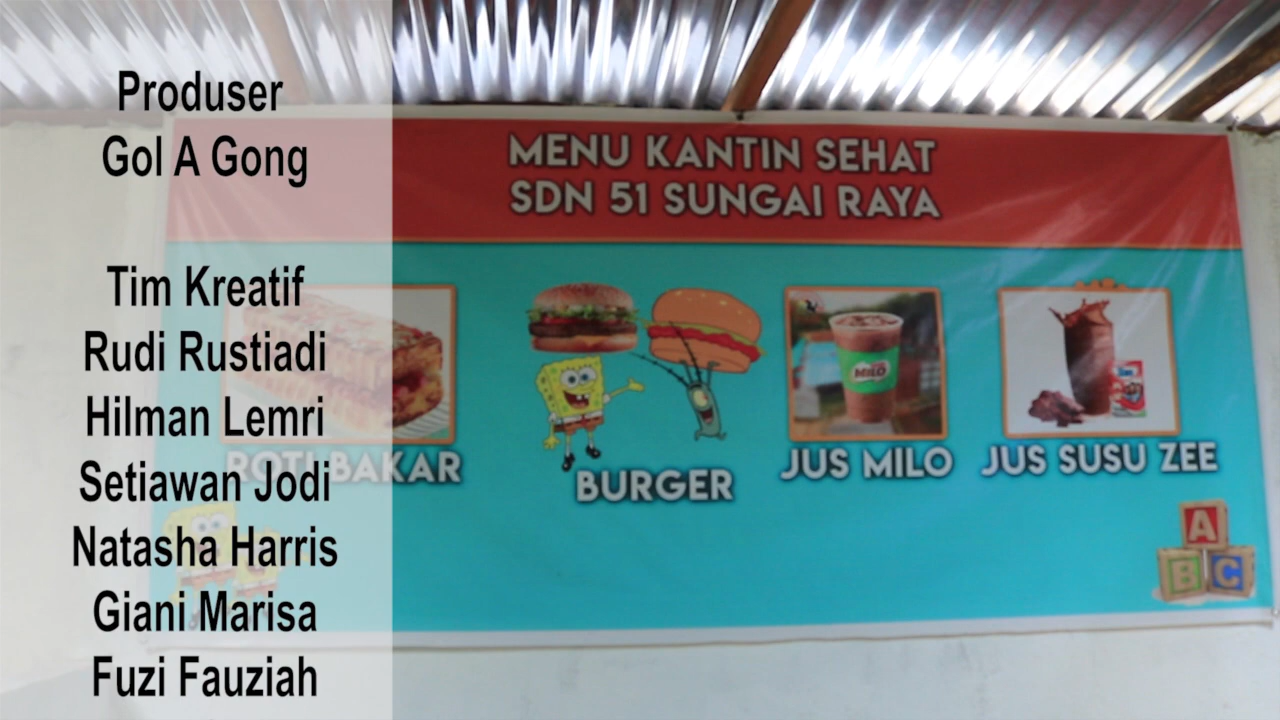 Produser
Gol A Gong
Tim Kreatif
Rudi Rustiadi
Hilman Lemri
Setiawan Jodi
Natasha Harris
Giani Marisa
Fuzi Fauziah
MENU KANTIN SEHAT
SDN 51 SUNGAI RAYA
ROTI BAKAR
BURGER
MILO
JUS MILO
JUS SUSU ZEE
A
B C